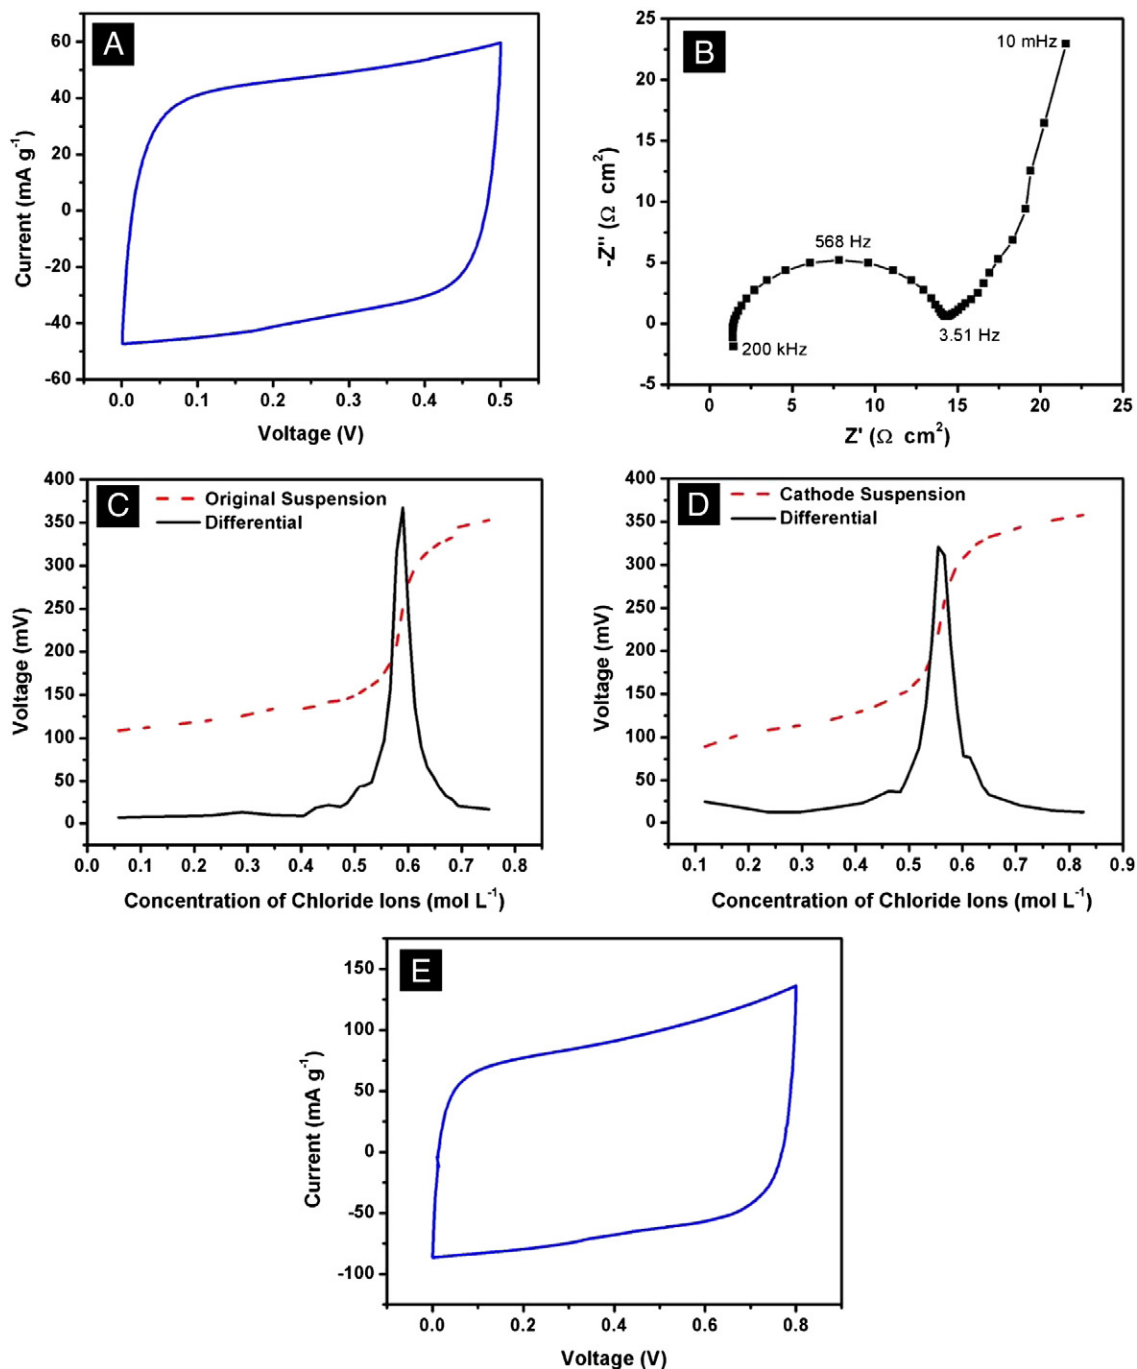 A
60
40
20
0
-20
-40
-60
Current (mA g⁻¹)
0.0 0.1 0.2 0.3 0.4 0.5
Voltage (V)
B
25
20
15
10
5
0
-5
-Z'' (Ω cm²)
10 mHz
568 Hz
3.51 Hz
200 kHz
0 5 10 15 20 25
Z' (Ω cm²)
C
Original Suspension
Differential
400
350
300
250
200
150
100
50
0
Voltage (mV)
0.0 0.1 0.2 0.3 0.4 0.5 0.6 0.7 0.8
Concentration of Chloride Ions (mol L⁻¹)
D
Cathode Suspension
Differential
400
350
300
250
200
150
100
50
0
Voltage (mV)
0.1 0.2 0.3 0.4 0.5 0.6 0.7 0.8 0.9
Concentration of Chloride Ions (mol L⁻¹)
E
150
100
50
0
-50
-100
Current (mA g⁻¹)
0.0 0.2 0.4 0.6 0.8
Voltage (V)